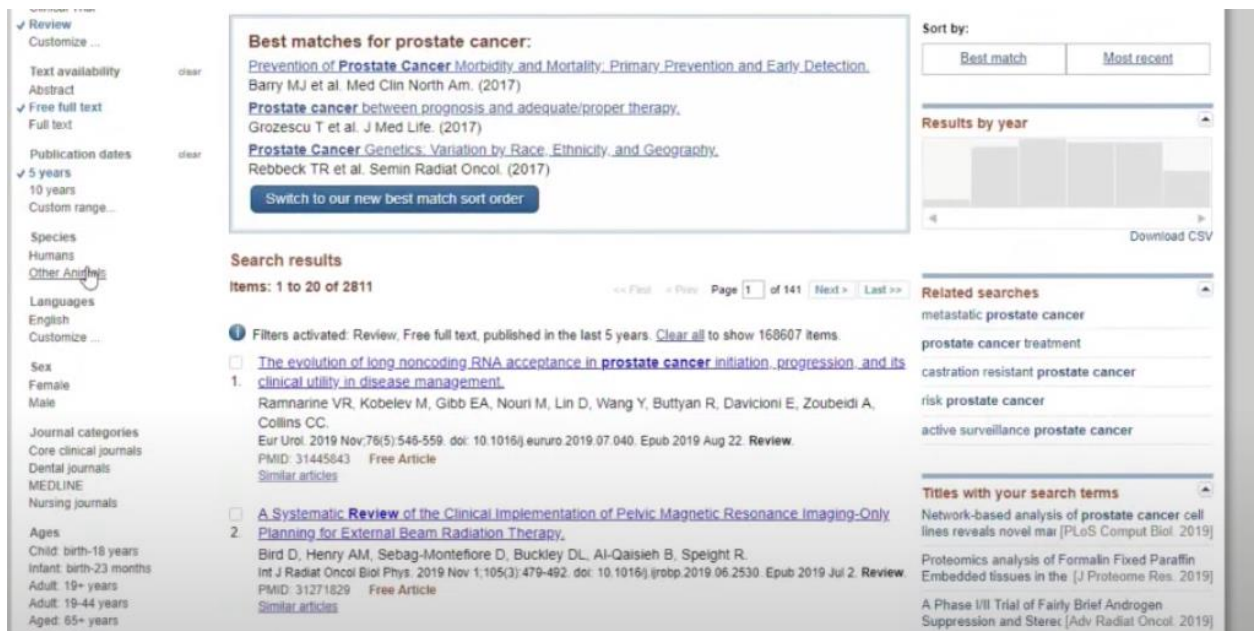 Review
Customize ...
Text availability clear
Abstract
Free full text
Full text
Publication dates clear
5 years
10 years
Custom range...
Species
Humans
Other Animals
Languages
English
Customize ...
Sex
Female
Male
Journal categories
Core clinical journals
Dental journals
MEDLINE
Nursing journals
Ages
Child: birth-18 years
Infant: birth-23 months
Adult: 19+ years
Adult: 19-44 years
Aged: 65+ years
Best matches for prostate cancer:
Prevention of Prostate Cancer Morbidity and Mortality: Primary Prevention and Early Detection.
Barry MJ et al. Med Clin North Am. (2017)
Prostate cancer between prognosis and adequate/proper therapy.
Grozescu T et al. J Med Life. (2017)
Prostate Cancer Genetics: Variation by Race, Ethnicity, and Geography.
Rebbeck TR et al. Semin Radiat Oncol. (2017)
Switch to our new best match sort order
Search results
Items: 1 to 20 of 2811
<< First < Prev Page 1 of 141 Next > Last >>
Filters activated: Review, Free full text, published in the last 5 years. Clear all to show 168607 items.
The evolution of long noncoding RNA acceptance in prostate cancer initiation, progression, and its
1. clinical utility in disease management.
Ramnarine VR, Kobelev M, Gibb EA, Nouri M, Lin D, Wang Y, Buttyan R, Davicioni E, Zoubeidi A,
Collins CC.
Eur Urol. 2019 Nov;76(5):546-559. doi: 10.1016/j.eururo.2019.07.040. Epub 2019 Aug 22. Review.
PMID: 31445843 Free Article
Similar articles
A Systematic Review of the Clinical Implementation of Pelvic Magnetic Resonance Imaging-Only
2. Planning for External Beam Radiation Therapy.
Bird D, Henry AM, Sebag-Montefiore D, Buckley DL, Al-Qaisieh B, Speight R.
Int J Radiat Oncol Biol Phys. 2019 Nov 1;105(3):479-492. doi: 10.1016/j.ijrobp.2019.06.2530. Epub 2019 Jul 2. Review.
PMID: 31271829 Free Article
Similar articles
Sort by:
Best match Most recent
Results by year
Download CSV
Related searches
metastatic prostate cancer
prostate cancer treatment
castration resistant prostate cancer
risk prostate cancer
active surveillance prostate cancer
Titles with your search terms
Network-based analysis of prostate cancer cell
lines reveals novel mar [PLoS Comput Biol. 2019]
Proteomics analysis of Formalin Fixed Paraffin
Embedded tissues in the [J Proteome Res. 2019]
A Phase I/II Trial of Fairly Brief Androgen
Suppression and Stereo [Adv Radiat Oncol. 2019]